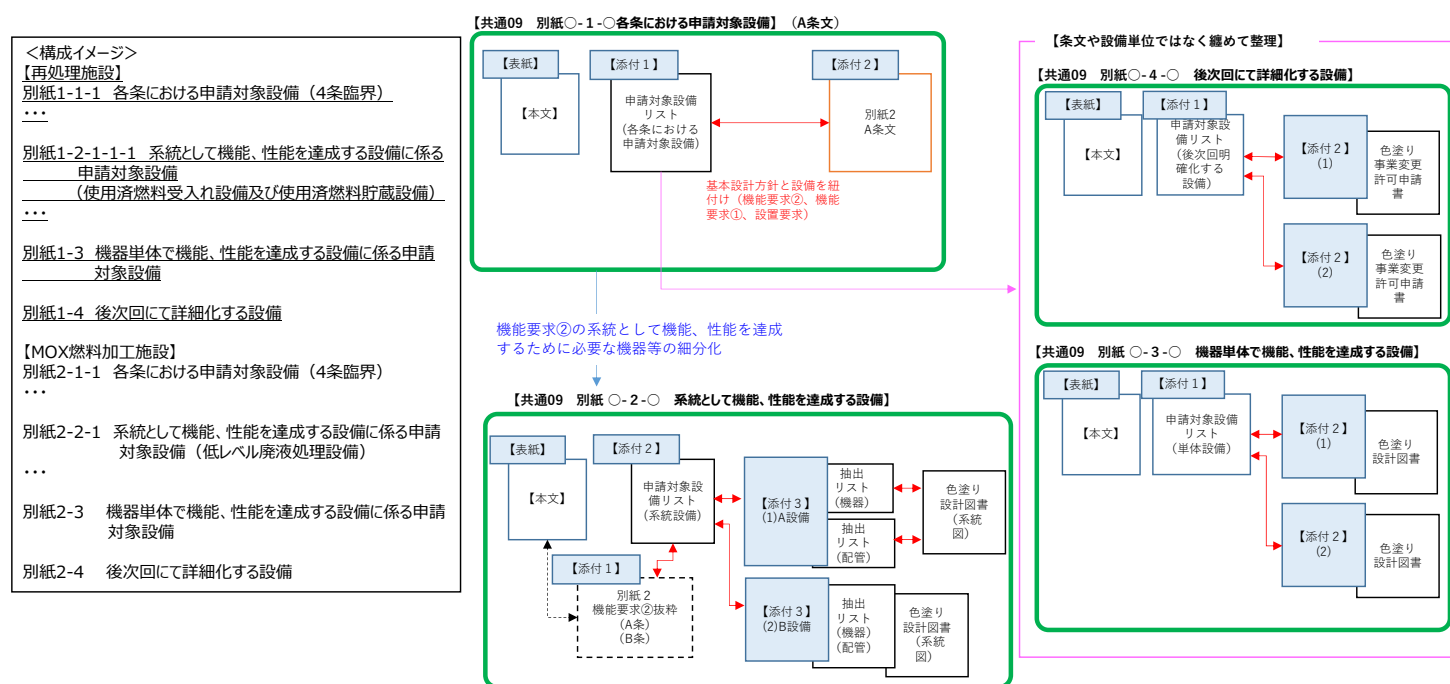 ＜構成イメージ＞
【再処理施設】
別紙1-1-1 各条における申請対象設備（4条臨界）
・・・
別紙1-2-1-1-1 系統として機能、性能を達成する設備に係る
申請対象設備
（使用済燃料受入れ設備及び使用済燃料貯蔵設備）
・・・
別紙1-3 機器単体で機能、性能を達成する設備に係る申請
対象設備
別紙1-4 後次回にて詳細化する設備
【MOX燃料加工施設】
別紙2-1-1 各条における申請対象設備（4条臨界）
・・・
別紙2-2-1 系統として機能、性能を達成する設備に係る申請
対象設備（低レベル廃液処理設備）
・・・
別紙2-3 機器単体で機能、性能を達成する設備に係る申請
対象設備
別紙2-4 後次回にて詳細化する設備
【共通09 別紙○-1-○各条における申請対象設備】（A条文）
【表紙】
【本文】
【添付１】
申請対象設備
リスト
(各条における
申請対象設備)
【添付２】
別紙2
A条文
基本設計方針と設備を紐
付け（機能要求②、機能
要求①、設置要求）
機能要求②の系統として機能、性能を達成
するために必要な機器等の細分化
【共通09 別紙 ○-2-○ 系統として機能、性能を達成する設備】
【表紙】
【本文】
【添付２】
申請対象設
備リスト
(系統設備)
【添付１】
別紙２
機能要求②抜粋
(A条)
(B条)
【添付３】
(1)A設備
抽出
リスト
(機器)
抽出
リスト
(配管)
色塗り
設計図書
（系統
図）
【添付３】
(2)B設備
抽出
リスト
(機器)
(配管)
色塗り
設計図書
（系統
図）
【条文や設備単位ではなく纏めて整理】
【共通09 別紙○-4-○ 後次回にて詳細化する設備】
【表紙】
【本文】
【添付１】
申請対象設
備リスト
(後次回明
確化する
設備)
【添付２】
(1)
色塗り
事業変更
許可申請
書
【添付２】
(2)
色塗り
事業変更
許可申請
書
【共通09 別紙 ○-3-○ 機器単体で機能、性能を達成する設備】
【表紙】
【本文】
【添付１】
申請対象設備
リスト
(単体設備)
【添付２】
(1)
色塗り
設計図書
【添付２】
(2)
色塗り
設計図書